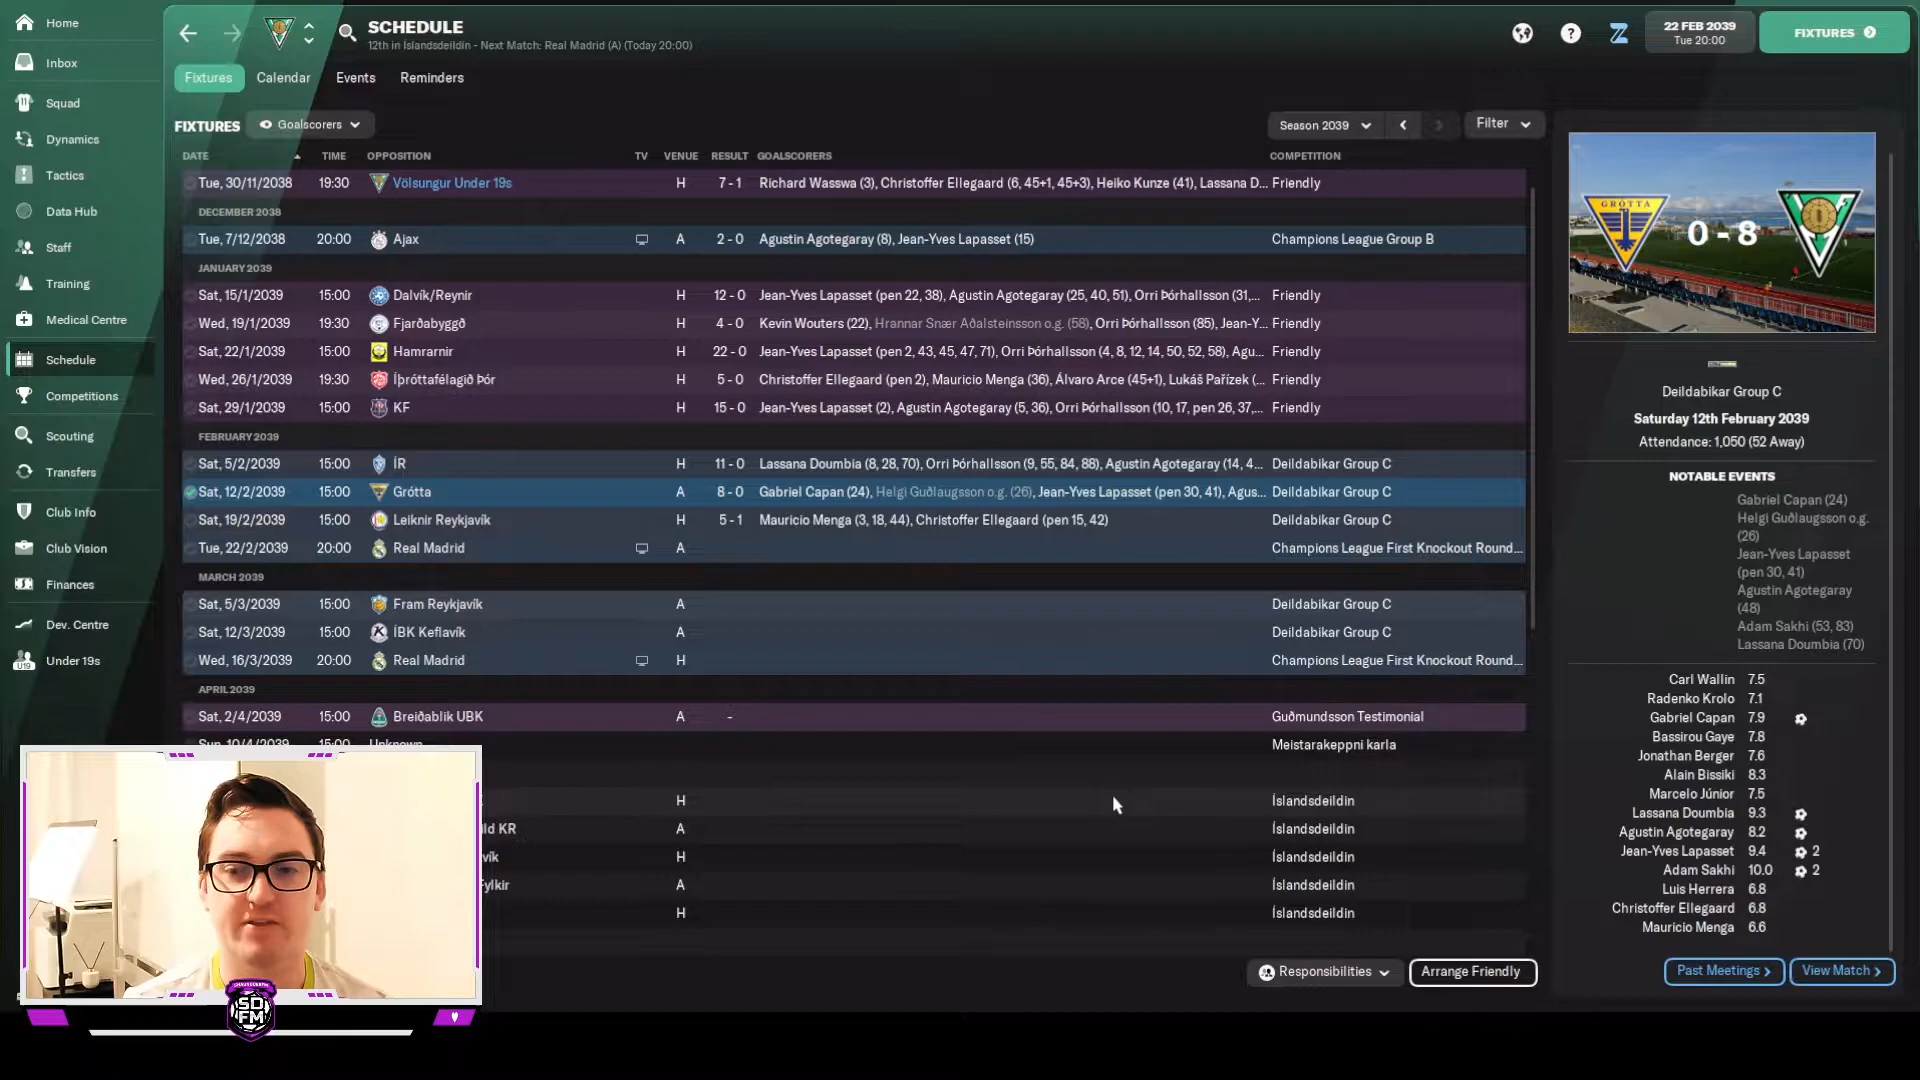 Home
Inbox
Squad
Dynamics
Tactics
Data Hub
Staff
Training
Medical Centre
Schedule
Competitions
Scouting
Transfers
Club Info
Club Vision
Finances
Dev. Centre
U19 Under 19s
SCHEDULE
12th in Íslandsdeildin - Next Match: Real Madrid (A) (Today 20:00)
?
22 FEB 2039
Tue 20:00
FIXTURES
Fixtures Calendar Events Reminders
FIXTURES Goalscorers Season 2039 Filter
DATE TIME OPPOSITION TV VENUE RESULT GOALSCORERS COMPETITION
Tue, 30/11/2038 19:30 Völsungur Under 19s H 7 - 1 Richard Wasswa (3), Christoffer Ellegaard (6, 45+1, 45+3), Heiko Kunze (41), Lassana D... Friendly
DECEMBER 2038
Tue, 7/12/2038 20:00 Ajax A 2 - 0 Agustin Agotegaray (8), Jean-Yves Lapasset (15) Champions League Group B
JANUARY 2039
Sat, 15/1/2039 15:00 Dalvík/Reynir H 12 - 0 Jean-Yves Lapasset (pen 22, 38), Agustin Agotegaray (25, 40, 51), Orri Þórhallsson (31,... Friendly
Wed, 19/1/2039 19:30 Fjarðabyggð H 4 - 0 Kevin Wouters (22), Hrannar Snær Aðalsteinsson o.g. (58), Orri Þórhallsson (85), Jean-Y... Friendly
Sat, 22/1/2039 15:00 Hamrarnir H 22 - 0 Jean-Yves Lapasset (pen 2, 43, 45, 47, 71), Orri Þórhallsson (4, 8, 12, 14, 50, 52, 58), Agu... Friendly
Wed, 26/1/2039 19:30 Íþróttafélagið Þór H 5 - 0 Christoffer Ellegaard (pen 2), Mauricio Menga (36), Álvaro Arce (45+1), Lukáš Pařízek (... Friendly
Sat, 29/1/2039 15:00 KF H 15 - 0 Jean-Yves Lapasset (2), Agustin Agotegaray (5, 36), Orri Þórhallsson (10, 17, pen 26, 37,... Friendly
FEBRUARY 2039
Sat, 5/2/2039 15:00 ÍR H 11 - 0 Lassana Doumbia (8, 28, 70), Orri Þórhallsson (9, 55, 84, 88), Agustin Agotegaray (14, 4... Deildabikar Group C
Sat, 12/2/2039 15:00 Grótta A 8 - 0 Gabriel Capan (24), Helgi Guðlaugsson o.g. (26), Jean-Yves Lapasset (pen 30, 41), Agus... Deildabikar Group C
Sat, 19/2/2039 15:00 Leiknir Reykjavík H 5 - 1 Mauricio Menga (3, 18, 44), Christoffer Ellegaard (pen 15, 42) Deildabikar Group C
Tue, 22/2/2039 20:00 Real Madrid A Champions League First Knockout Round...
MARCH 2039
Sat, 5/3/2039 15:00 Fram Reykjavík A Deildabikar Group C
Sat, 12/3/2039 15:00 ÍBK Keflavík A Deildabikar Group C
Wed, 16/3/2039 20:00 Real Madrid H Champions League First Knockout Round...
APRIL 2039
Sat, 2/4/2039 15:00 Breiðablik UBK A - Guðmundsson Testimonial
Sun, 10/4/2039 15:00 Unknown Meistarakeppni karla
H Íslandsdeildin
ld KR A Íslandsdeildin
vík H Íslandsdeildin
Fylkir A Íslandsdeildin
H Íslandsdeildin
Responsibilities Arrange Friendly
GRÓTTA
0 - 8
Deildabikar Group C
Saturday 12th February 2039
Attendance: 1,050 (52 Away)
NOTABLE EVENTS
Gabriel Capan (24)
Helgi Guðlaugsson o.g.
(26)
Jean-Yves Lapasset
(pen 30, 41)
Agustin Agotegaray
(48)
Adam Sakhi (53, 83)
Lassana Doumbia (70)
Carl Wallin 7.5
Radenko Krolo 7.1
Gabriel Capan 7.9
Bassirou Gaye 7.8
Jonathan Berger 7.6
Alain Bissiki 8.3
Marcelo Júnior 7.5
Lassana Doumbia 9.3
Agustin Agotegaray 8.2
Jean-Yves Lapasset 9.4 2
Adam Sakhi 10.0 2
Luis Herrera 6.8
Christoffer Ellegaard 6.8
Mauricio Menga 6.6
Past Meetings View Match
SD
FM